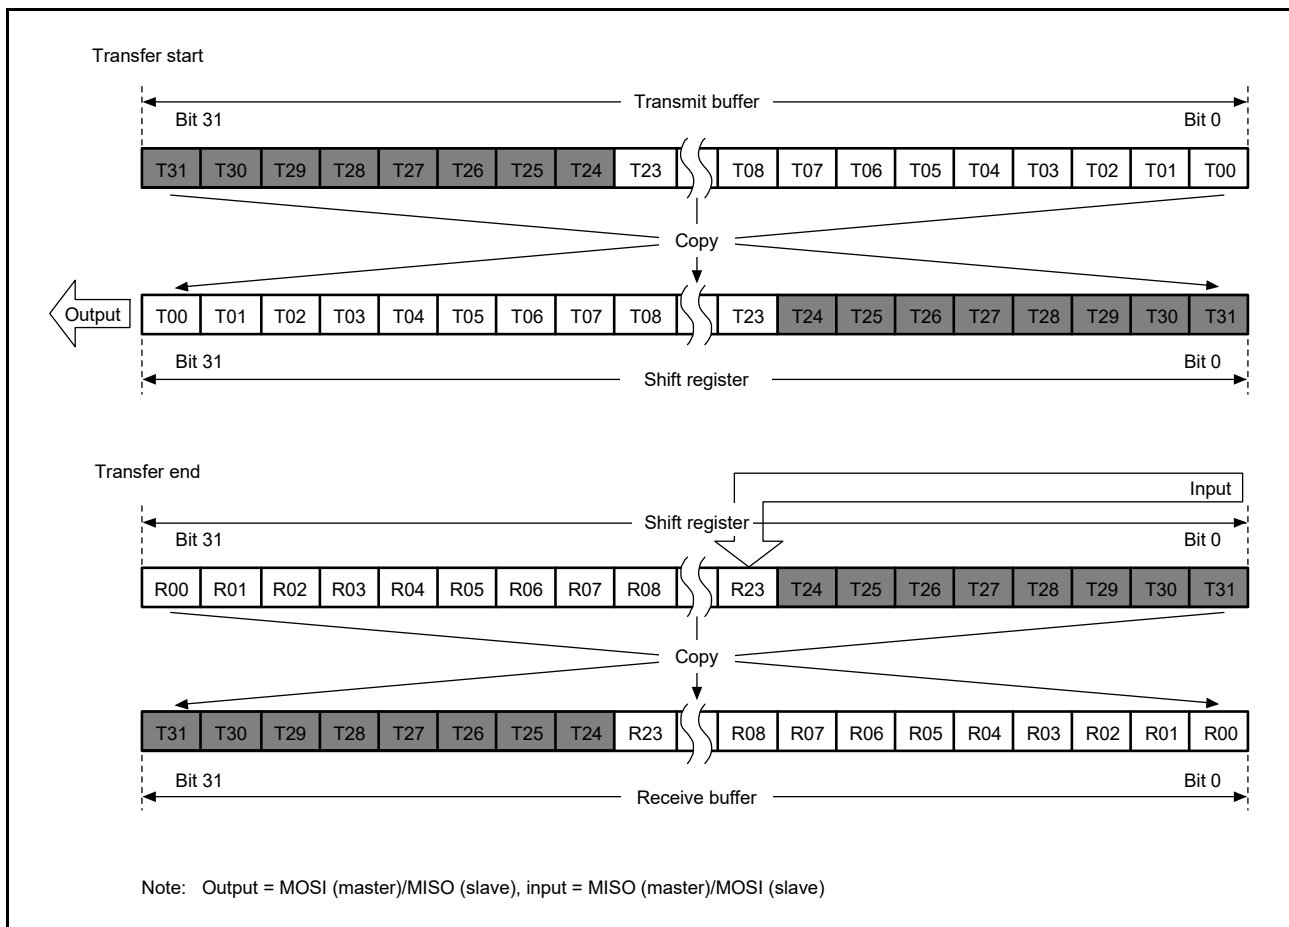 Transfer start
Transmit buffer
Bit 31 Bit 0
T31 T30 T29 T28 T27 T26 T25 T24 T23 T08 T07 T06 T05 T04 T03 T02 T01 T00
Copy
Output T00 T01 T02 T03 T04 T05 T06 T07 T08 T23 T24 T25 T26 T27 T28 T29 T30 T31
Bit 31 Bit 0
Shift register
Transfer end
Input
Shift register
Bit 31 Bit 0
R00 R01 R02 R03 R04 R05 R06 R07 R08 R23 T24 T25 T26 T27 T28 T29 T30 T31
Copy
T31 T30 T29 T28 T27 T26 T25 T24 R23 R08 R07 R06 R05 R04 R03 R02 R01 R00
Bit 31 Bit 0
Receive buffer
Note: Output = MOSI (master)/MISO (slave), input = MISO (master)/MOSI (slave)